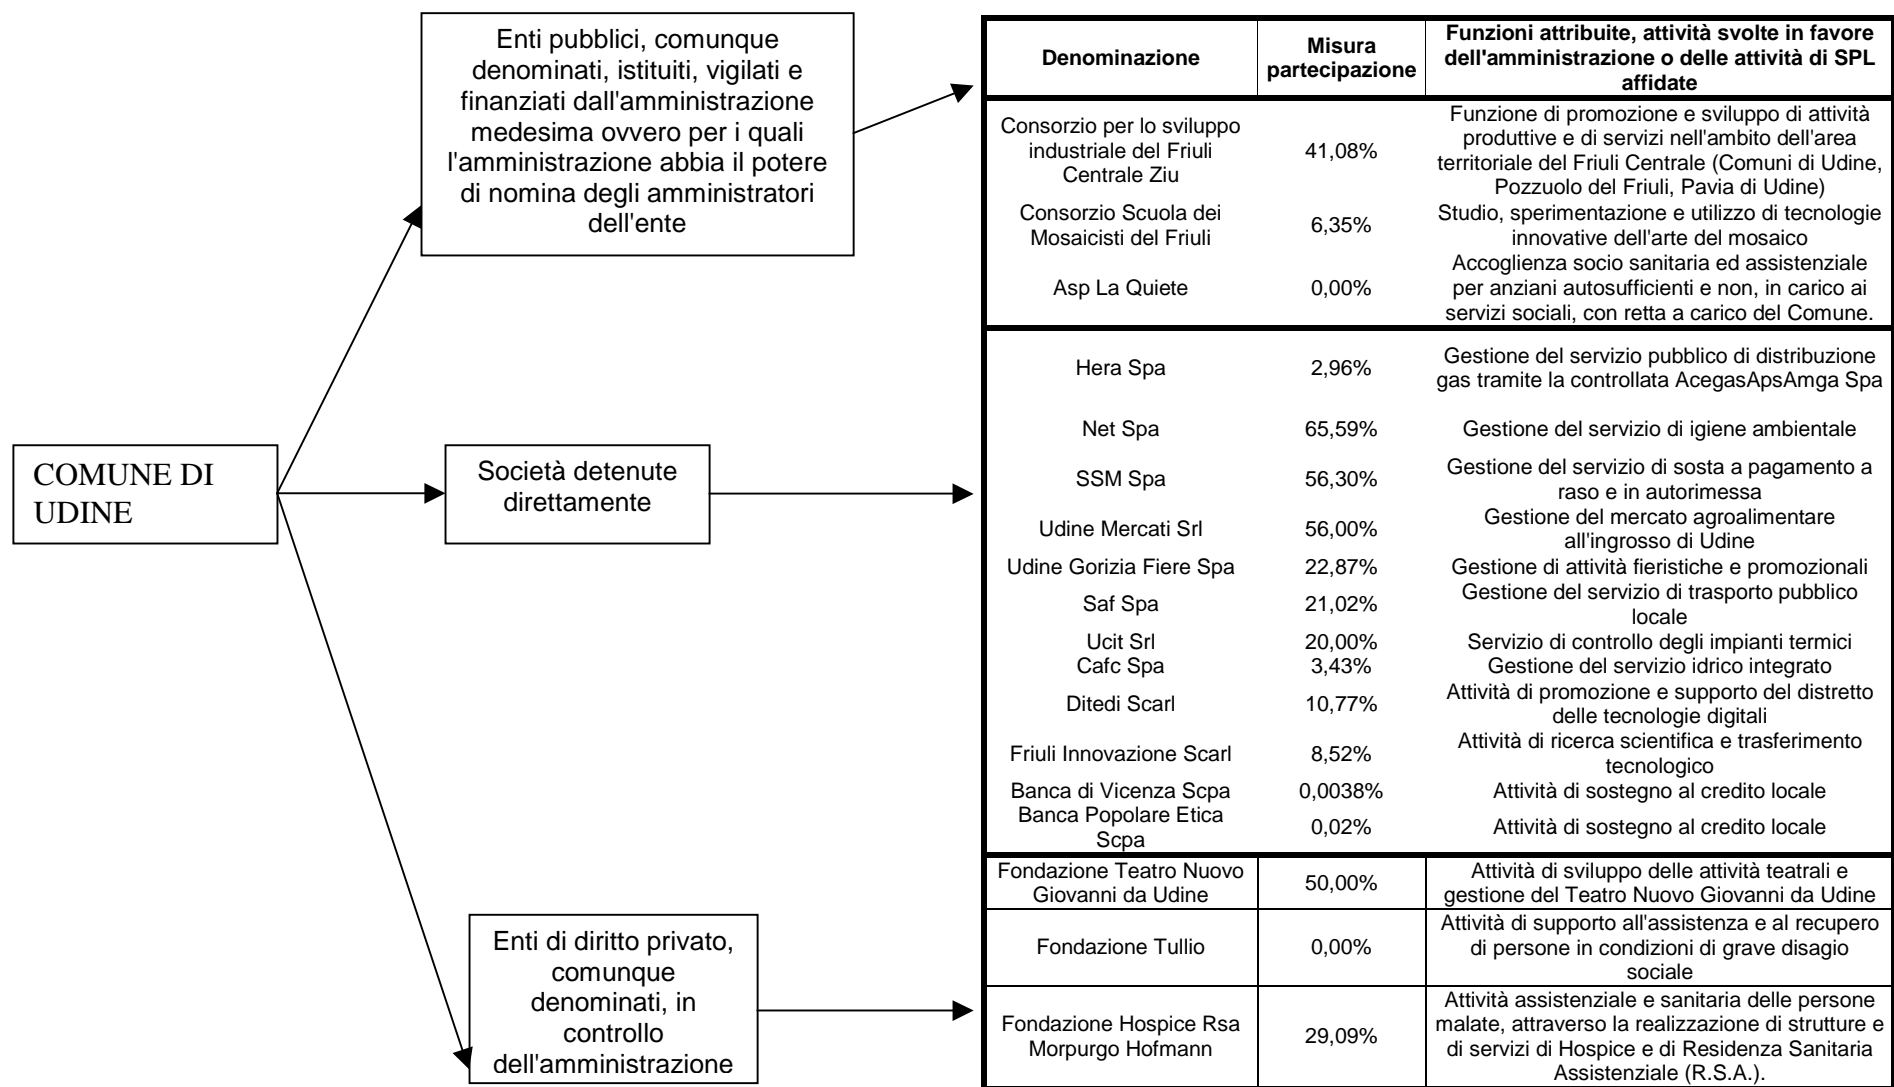 Enti pubblici, comunque
denominati, istituiti, vigilati e
finanziati dall'amministrazione
medesima ovvero per i quali
l'amministrazione abbia il potere
di nomina degli amministratori
dell'ente
COMUNE DI
UDINE
Società detenute
direttamente
Enti di diritto privato,
comunque
denominati, in
controllo
dell'amministrazione
Denominazione
Misura
partecipazione
Funzioni attribuite, attività svolte in favore
dell'amministrazione o delle attività di SPL
affidate
Consorzio per lo sviluppo
industriale del Friuli
Centrale Ziu
41,08%
Funzione di promozione e sviluppo di attività
produttive e di servizi nell'ambito dell'area
territoriale del Friuli Centrale (Comuni di Udine,
Pozzuolo del Friuli, Pavia di Udine)
Consorzio Scuola dei
Mosaicisti del Friuli
6,35%
Studio, sperimentazione e utilizzo di tecnologie
innovative dell'arte del mosaico
Asp La Quiete
0,00%
Accoglienza socio sanitaria ed assistenziale
per anziani autosufficienti e non, in carico ai
servizi sociali, con retta a carico del Comune.
Hera Spa
2,96%
Gestione del servizio pubblico di distribuzione
gas tramite la controllata AcegasApsAmga Spa
Net Spa
65,59%
Gestione del servizio di igiene ambientale
SSM Spa
56,30%
Gestione del servizio di sosta a pagamento a
raso e in autorimessa
Udine Mercati Srl
56,00%
Gestione del mercato agroalimentare
all'ingrosso di Udine
Udine Gorizia Fiere Spa
22,87%
Gestione di attività fieristiche e promozionali
Saf Spa
21,02%
Gestione del servizio di trasporto pubblico
locale
Ucit Srl
20,00%
Servizio di controllo degli impianti termici
Cafc Spa
3,43%
Gestione del servizio idrico integrato
Ditedi Scarl
10,77%
Attività di promozione e supporto del distretto
delle tecnologie digitali
Friuli Innovazione Scarl
8,52%
Attività di ricerca scientifica e trasferimento
tecnologico
Banca di Vicenza Scpa
0,0038%
Attività di sostegno al credito locale
Banca Popolare Etica
Scpa
0,02%
Attività di sostegno al credito locale
Fondazione Teatro Nuovo
Giovanni da Udine
50,00%
Attività di sviluppo delle attività teatrali e
gestione del Teatro Nuovo Giovanni da Udine
Fondazione Tullio
0,00%
Attività di supporto all'assistenza e al recupero
di persone in condizioni di grave disagio
sociale
Fondazione Hospice Rsa
Morpurgo Hofmann
29,09%
Attività assistenziale e sanitaria delle persone
malate, attraverso la realizzazione di strutture e
di servizi di Hospice e di Residenza Sanitaria
Assistenziale (R.S.A.).